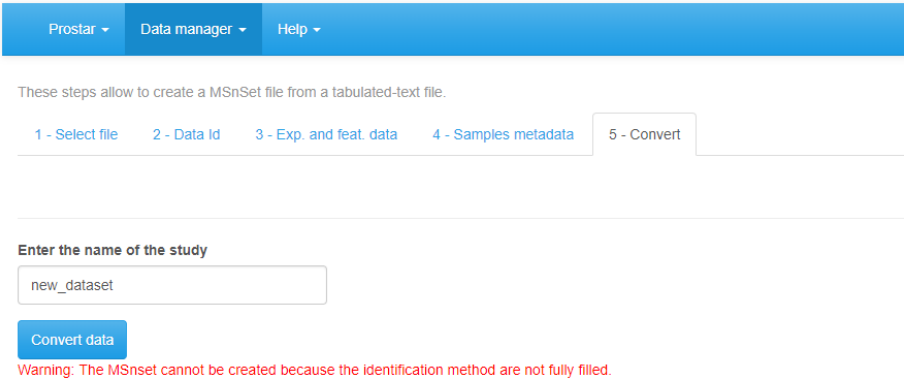 Prostar Data manager Help
These steps allow to create a MSnSet file from a tabulated-text file.
1 - Select file 2 - Data Id 3 - Exp. and feat. data 4 - Samples metadata 5 - Convert
Enter the name of the study
new_dataset
Convert data
Warning: The MSnset cannot be created because the identification method are not fully filled.